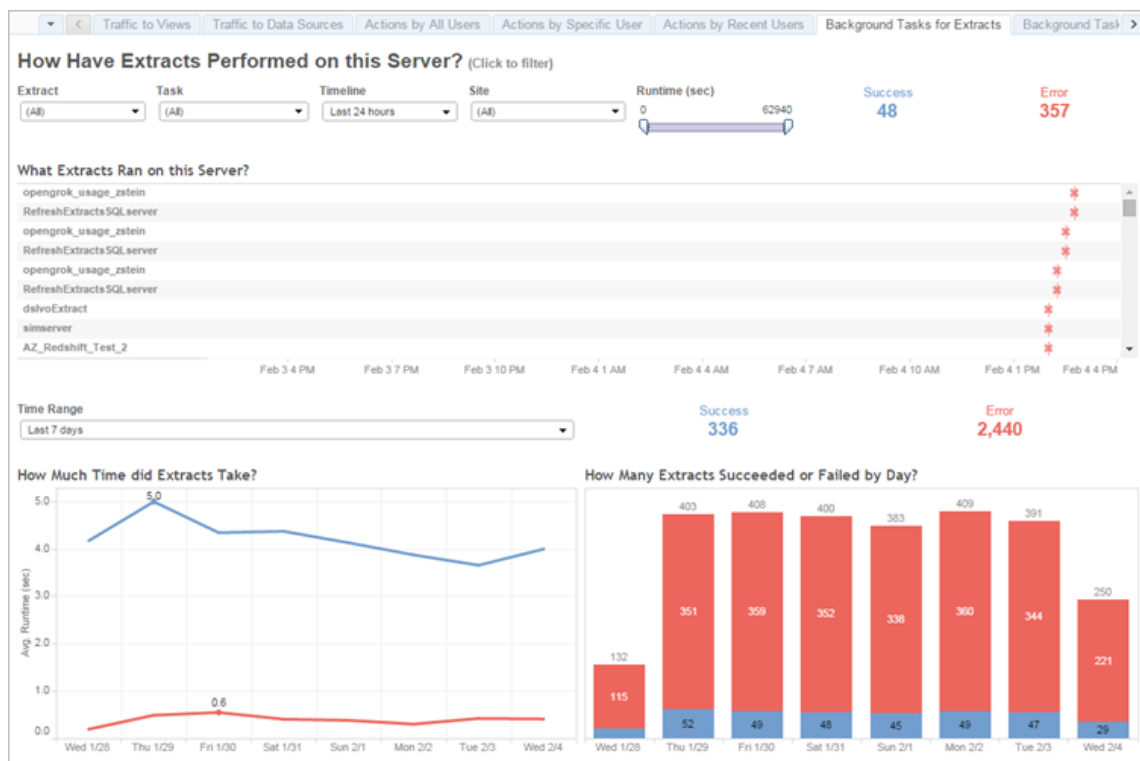 Traffic to Views Traffic to Data Sources Actions by All Users Actions by Specific User Actions by Recent Users Background Tasks for Extracts Background Task
How Have Extracts Performed on this Server? (Click to filter)
Extract Task Timeline Site Runtime (sec) Success Error
(All) (All) Last 24 hours (All) 0 62940 48 357
What Extracts Ran on this Server?
opengrok_usage_zstein
RefreshExtractsSQLserver
opengrok_usage_zstein
RefreshExtractsSQLserver
opengrok_usage_zstein
RefreshExtractsSQLserver
dslvoExtract
simserver
AZ_Redshift_Test_2
Feb 3 4 PM Feb 3 7 PM Feb 3 10 PM Feb 4 1 AM Feb 4 4 AM Feb 4 7 AM Feb 4 10 AM Feb 4 1 PM Feb 4 4 PM
Time Range Success Error
Last 7 days 336 2,440
How Much Time did Extracts Take?
5.0
5.0
4.0
3.0
2.0
1.0
0.0
0.6
Avg. Runtime (sec)
Wed 1/28 Thu 1/29 Fri 1/30 Sat 1/31 Sun 2/1 Mon 2/2 Tue 2/3 Wed 2/4
How Many Extracts Succeeded or Failed by Day?
132 403 408 400 383 409 391 250
115 351 359 352 338 360 344 221
52 49 48 45 49 47 29
Wed 1/28 Thu 1/29 Fri 1/30 Sat 1/31 Sun 2/1 Mon 2/2 Tue 2/3 Wed 2/4